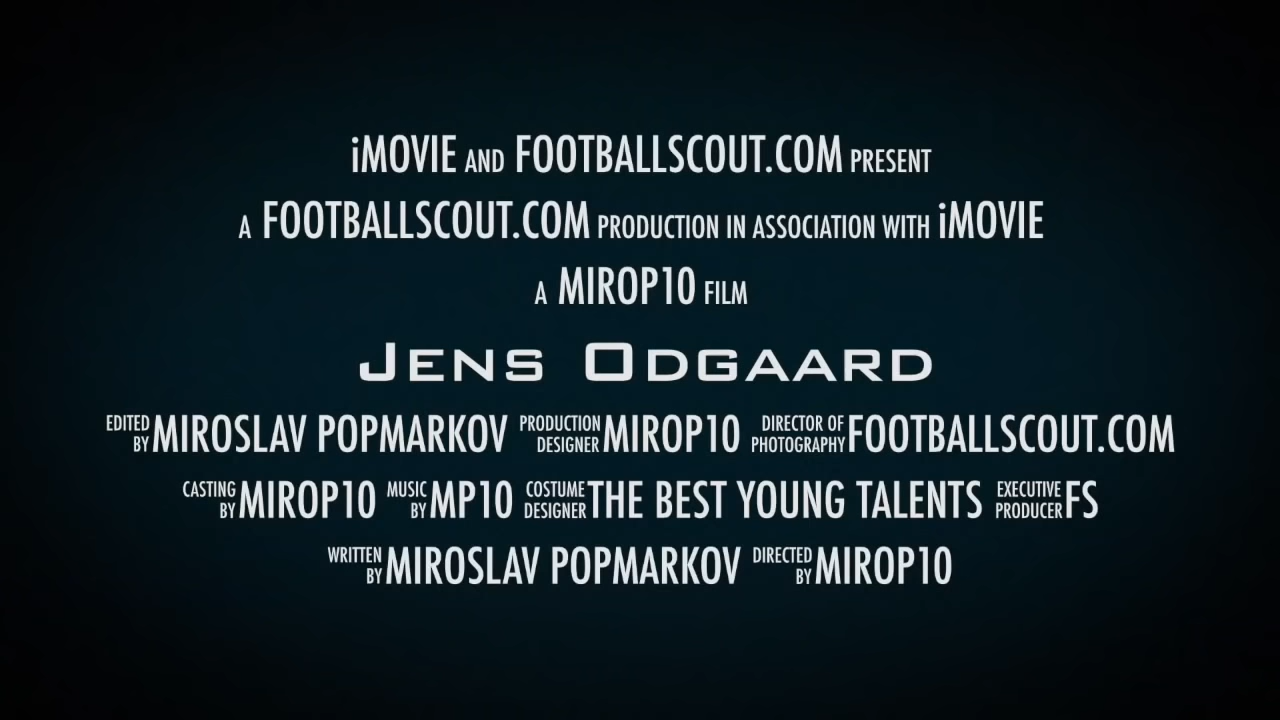 iMOVIE AND FOOTBALLSCOUT.COM PRESENT
A FOOTBALLSCOUT.COM PRODUCTION IN ASSOCIATION WITH iMOVIE
A MIROP10 FILM
JENS ODGAARD
EDITED BY MIROSLAV POPMARKOV PRODUCTION DESIGNER MIROP10 DIRECTOR OF PHOTOGRAPHY FOOTBALLSCOUT.COM
CASTING BY MIROP10 MUSIC BY MP10 COSTUME DESIGNER THE BEST YOUNG TALENTS EXECUTIVE PRODUCER FS
WRITTEN BY MIROSLAV POPMARKOV DIRECTED BY MIROP10